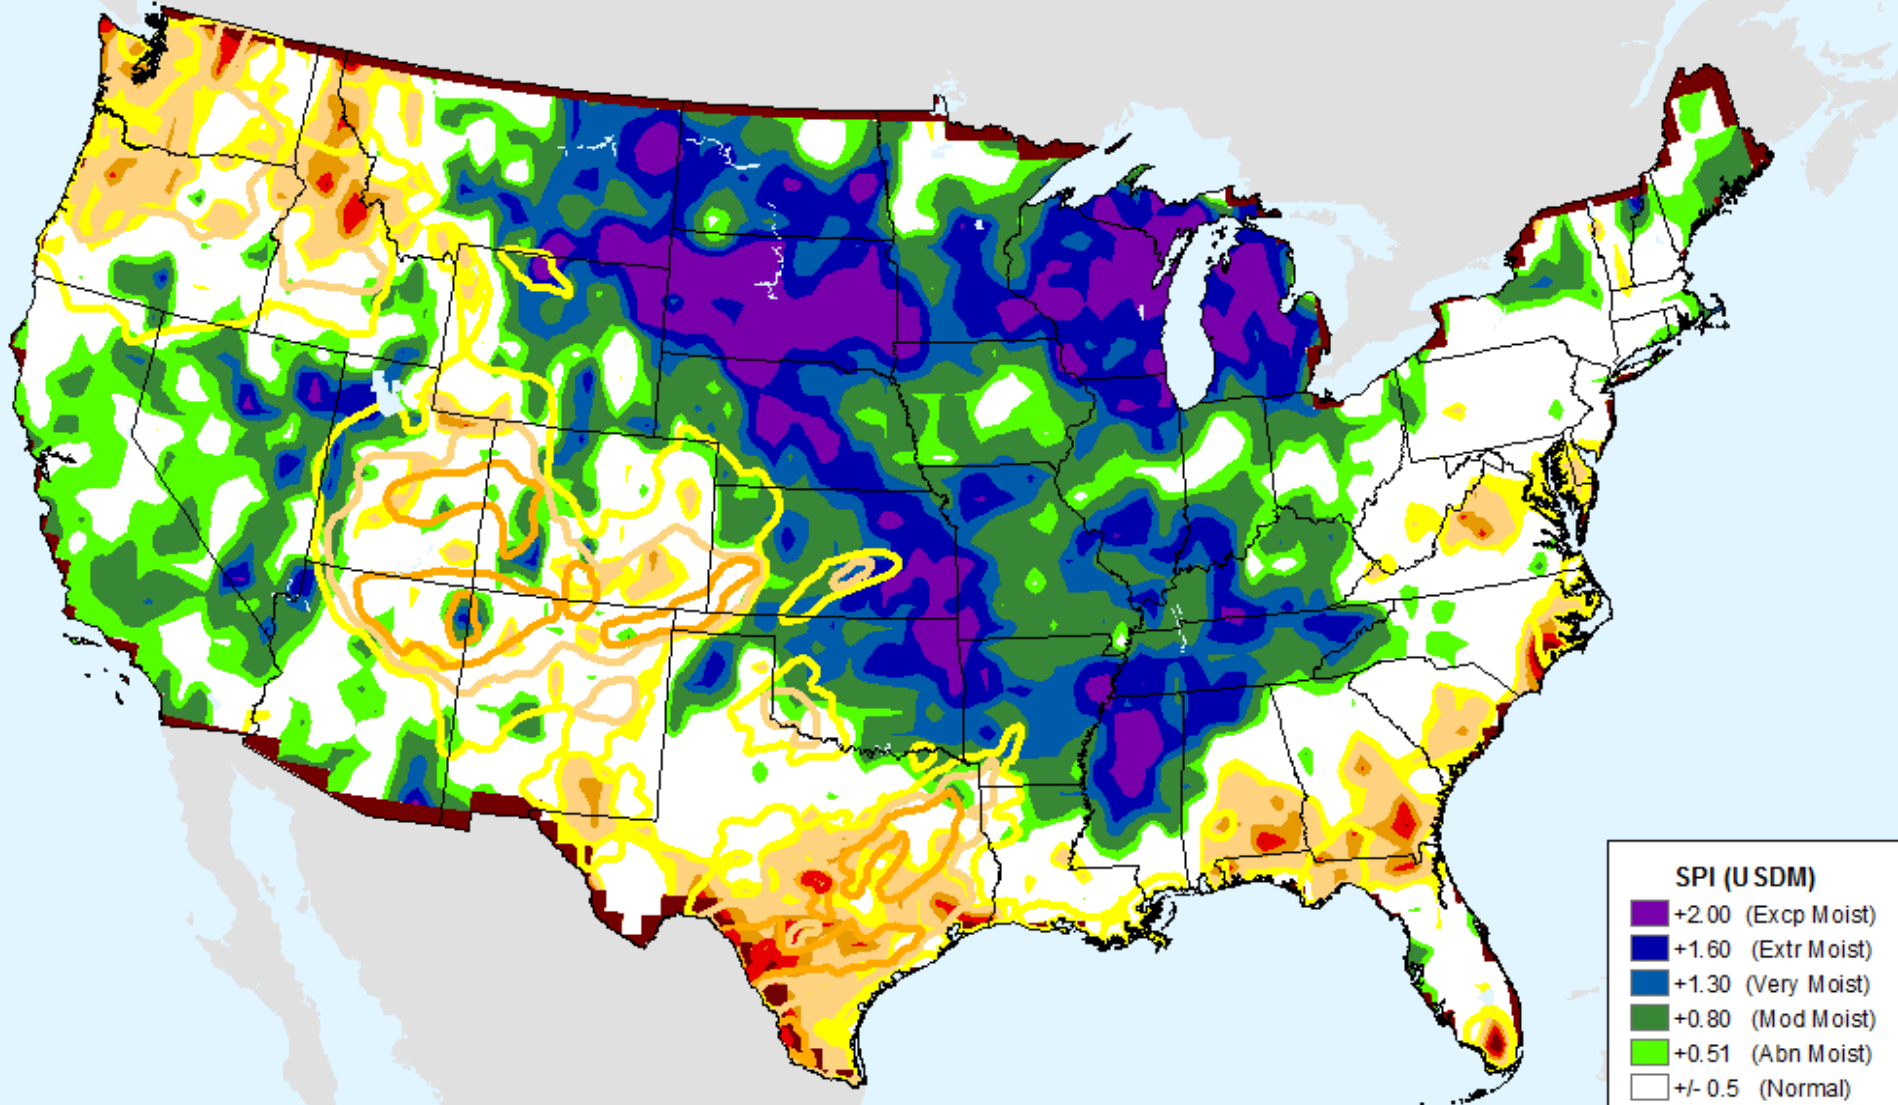 SPI (USDM)
+2.00 (Excp Moist)
+1.60 (Extr Moist)
+1.30 (Very Moist)
+0.80 (Mod Moist)
+0.51 (Abn Moist)
+/- 0.5 (Normal)